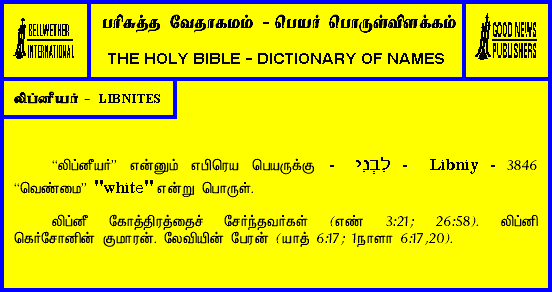 BELLWETHER
INTERNATIONAL
பரிசுத்த வேதாகமம் - பெயர் பொருள்விளக்கம்
THE HOLY BIBLE - DICTIONARY OF NAMES
GOOD NEWS
PUBLISHERS
லிப்னீயர் - LIBNITES
“லிப்னீயர்” என்னும் எபிரெய பெயருக்கு - לִבְנִי - Libniy - 3846
“வெண்மை” "white" என்று பொருள்.
லிப்னீ கோத்திரத்தைச் சேர்ந்தவர்கள் (எண் 3:21; 26:58). லிப்னி
கெர்சோனின் குமாரன். லேவியின் பேரன் (யாத் 6:17; 1நாளா 6:17,20).